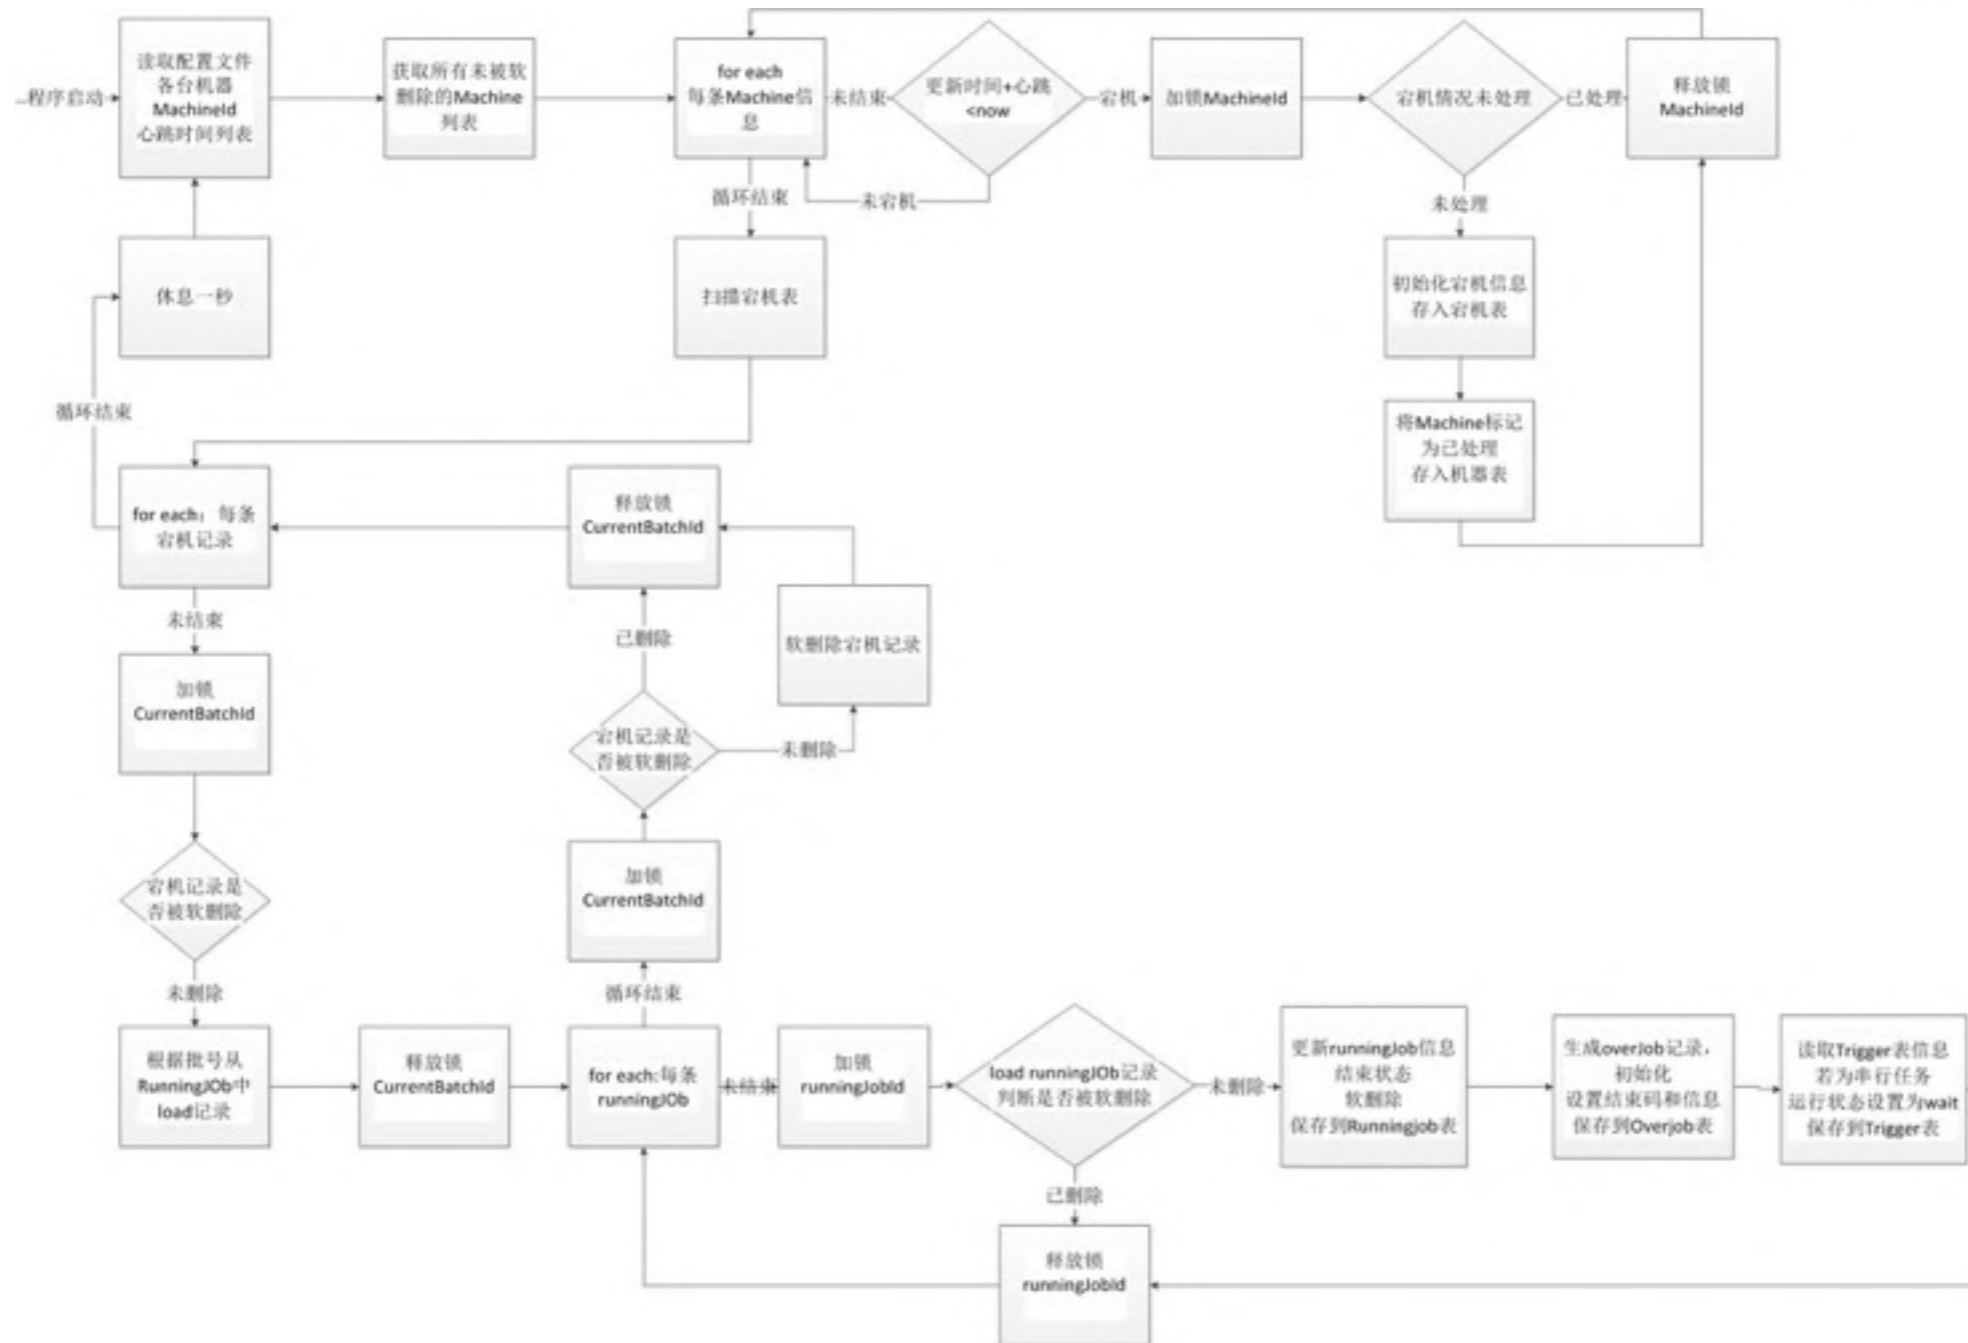 程序启动
读取配置文件
各台机器
MachineId
心跳时间列表
获取所有未被软
删除的Machine
列表
for each
每条Machine信
息
未结束
更新时间+心跳
<now
宕机
加锁MachineId
宕机情况未处理
已处理
释放锁
MachineId
循环结束
未宕机
未处理
休息一秒
扫描宕机表
初始化宕机信息
存入宕机表
循环结束
将Machine标记
为已处理
存入机器表
for each：每条
宕机记录
释放锁
CurrentBatchId
未结束
已删除
软删除宕机记录
加锁
CurrentBatchId
宕机记录是
否被软删除
未删除
宕机记录是
否被软删除
加锁
CurrentBatchId
未删除
循环结束
根据批号从
RunningJOb中
load记录
释放锁
CurrentBatchId
for each:每条
runningJOb
未结束
加锁
runningJobId
load runningJOb记录
判断是否被软删除
未删除
更新runningJob信息
结束状态
软删除
保存到Runningjob表
生成overJob记录，
初始化
设置结束码和信息
保存到Overjob表
读取Trigger表信息
若为串行任务
运行状态设置为wait
保存到Trigger表
已删除
释放锁
runningJobId